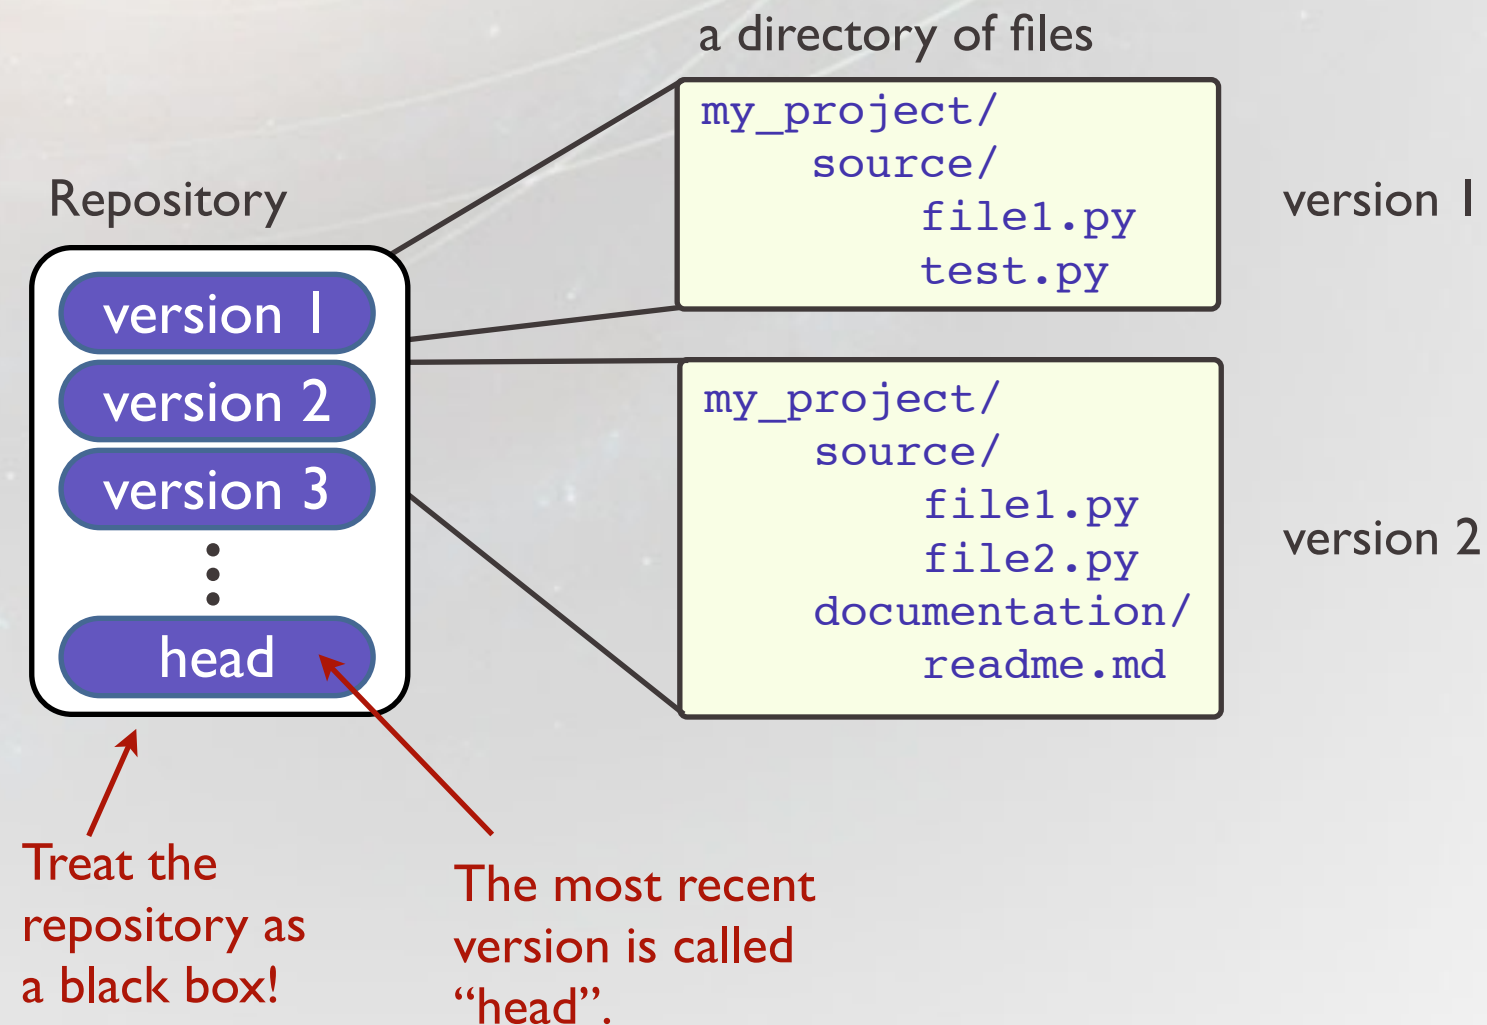 a directory of files
my_project/
source/
file1.py
test.py
version 1
Repository
version 1
version 2
version 3
head
my_project/
source/
file1.py
file2.py
documentation/
readme.md
version 2
Treat the
repository as
a black box!
The most recent
version is called
“head”.